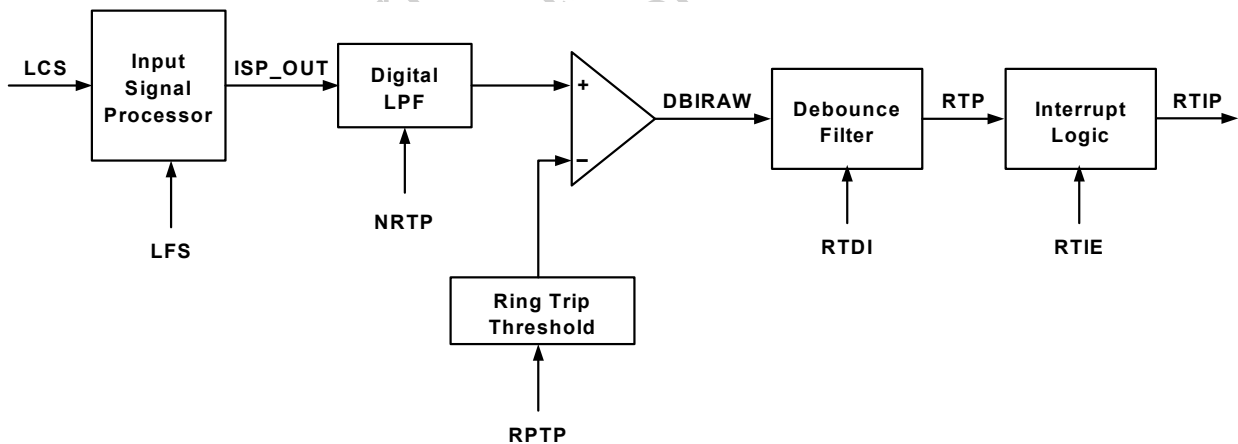 LCS
Input
Signal
Processor
ISP_OUT
Digital
LPF
+
−
DBIRAW
Debounce
Filter
RTP
Interrupt
Logic
RTIP
LFS
NRTP
RTDI
RTIE
Ring Trip
Threshold
RPTP